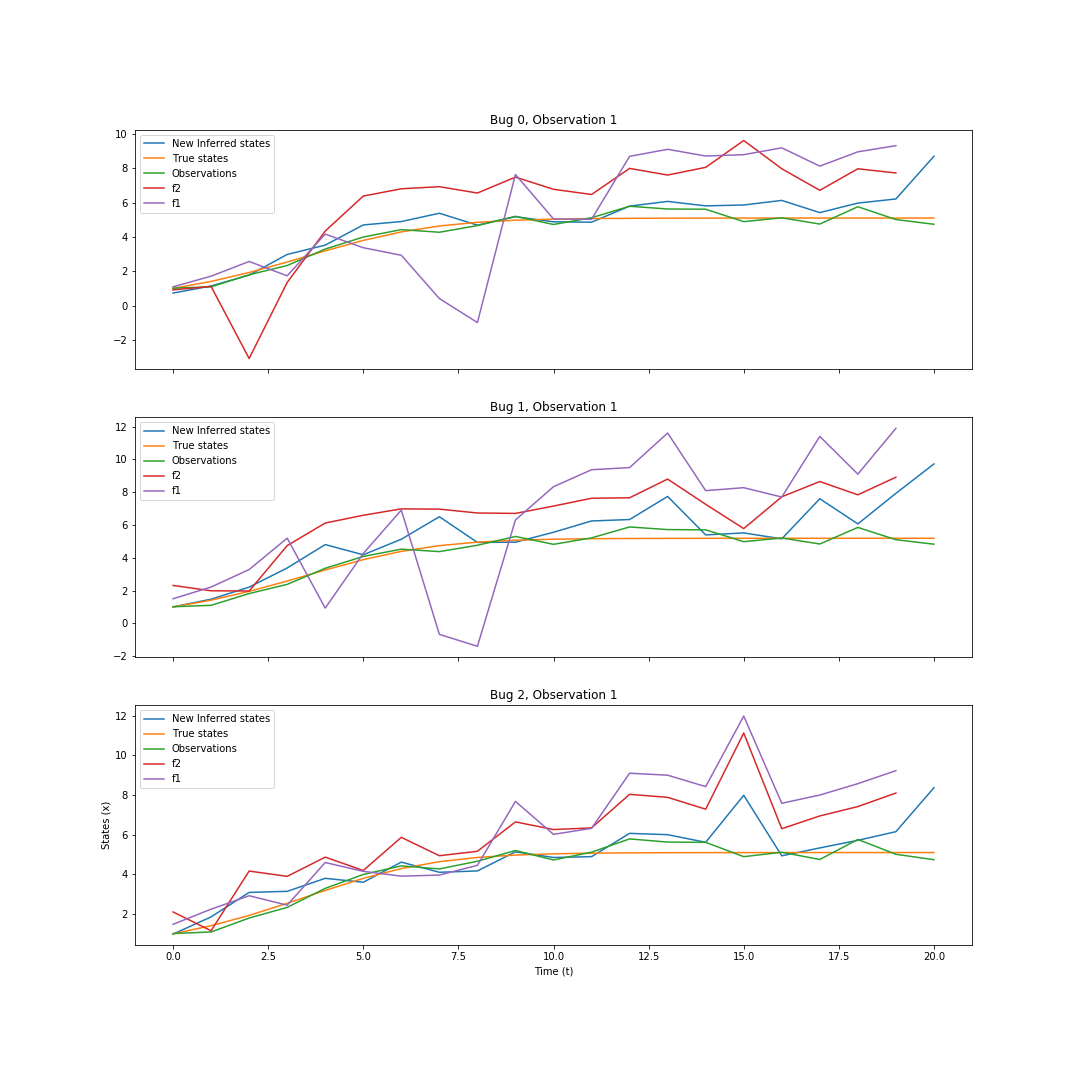 Bug 0, Observation 1
10
8
6
4
2
0
−2
New Inferred states
True states
Observations
f2
f1
Bug 1, Observation 1
12
10
8
6
4
2
0
−2
New Inferred states
True states
Observations
f2
f1
Bug 2, Observation 1
12
10
8
6
4
2
States (x)
New Inferred states
True states
Observations
f2
f1
0.0 2.5 5.0 7.5 10.0 12.5 15.0 17.5 20.0
Time (t)